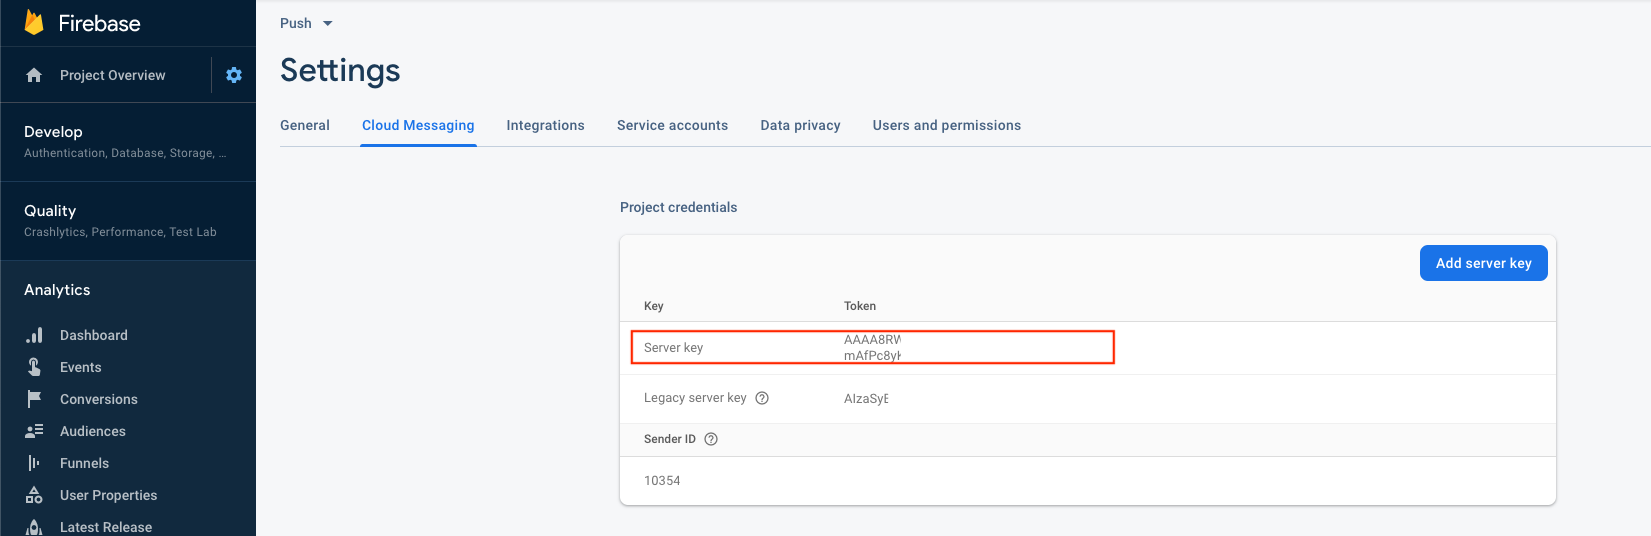 Firebase
Project Overview
Develop
Authentication, Database, Storage, ...
Quality
Crashlytics, Performance, Test Lab
Analytics
Dashboard
Events
Conversions
Audiences
Funnels
User Properties
Latest Release
Push
Settings
General Cloud Messaging Integrations Service accounts Data privacy Users and permissions
Project credentials
Add server key
Key Token
Server key AAAA8RW
mAfPc8yk
Legacy server key AIzaSyE
Sender ID
10354